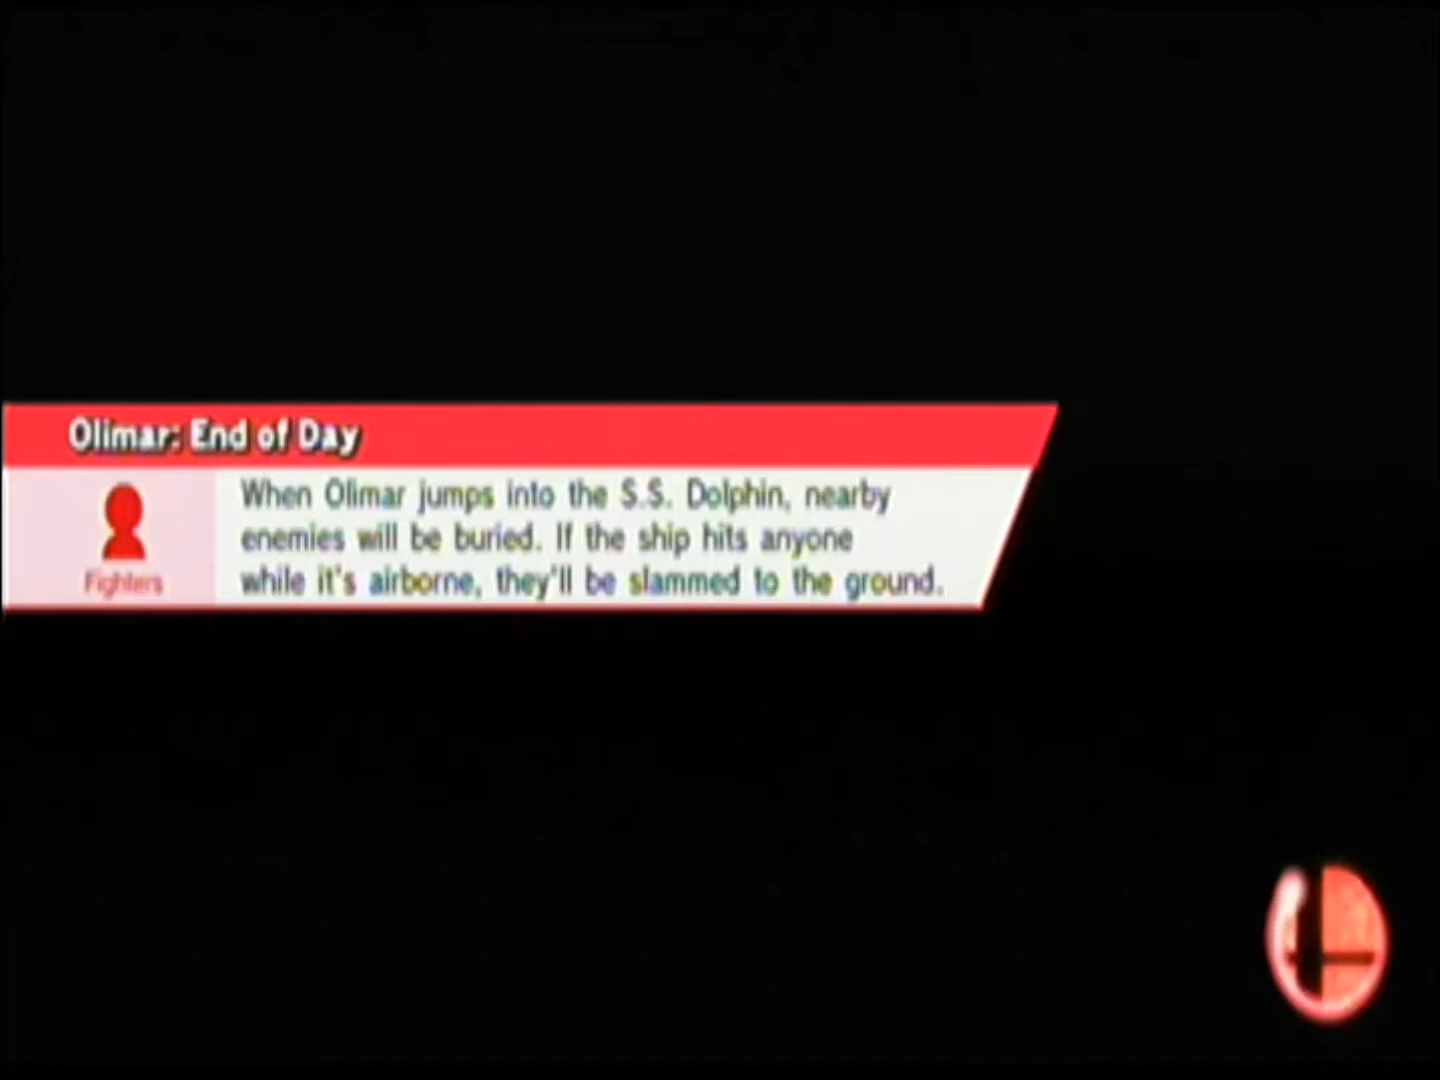 Olimar: End of Day
When Olimar jumps into the S.S. Dolphin, nearby
enemies will be buried. If the ship hits anyone
while it's airborne, they'll be slammed to the ground.
Fighters